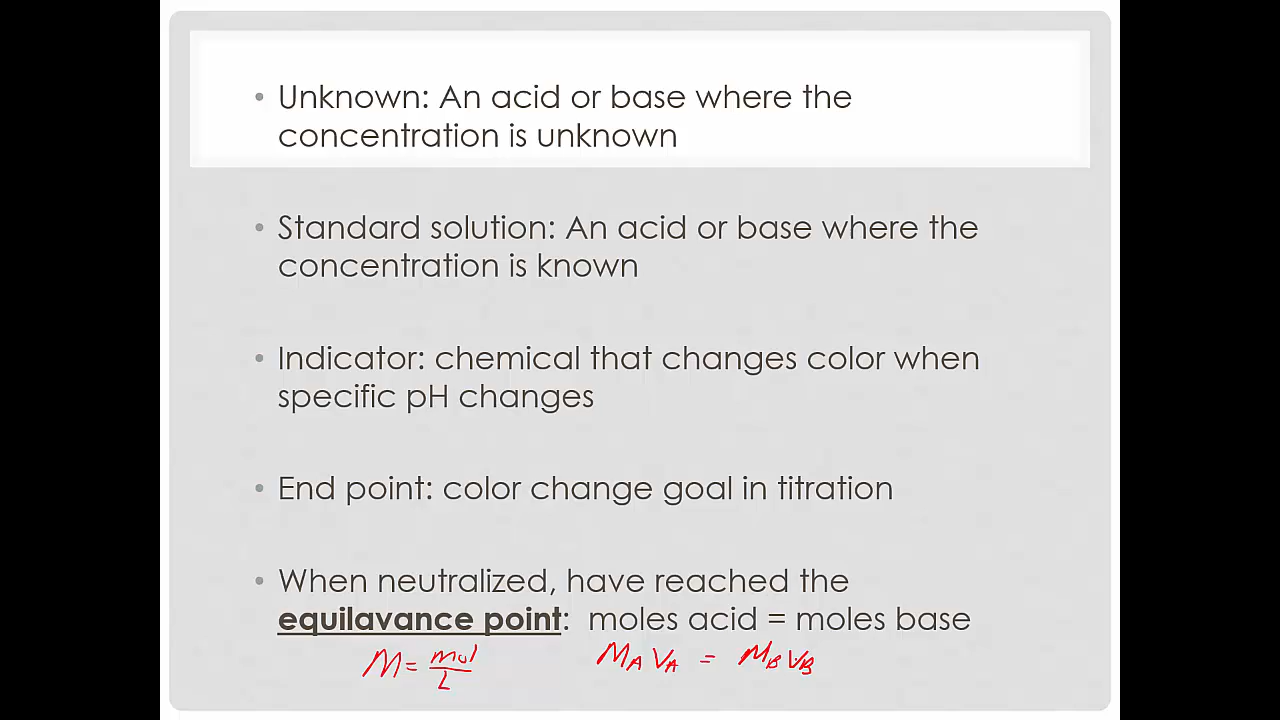 • Unknown: An acid or base where the
concentration is unknown
• Standard solution: An acid or base where the
concentration is known
• Indicator: chemical that changes color when
specific pH changes
• End point: color change goal in titration
• When neutralized, have reached the
equilavance point: moles acid = moles base
M = mol/L MAVA = MBVB